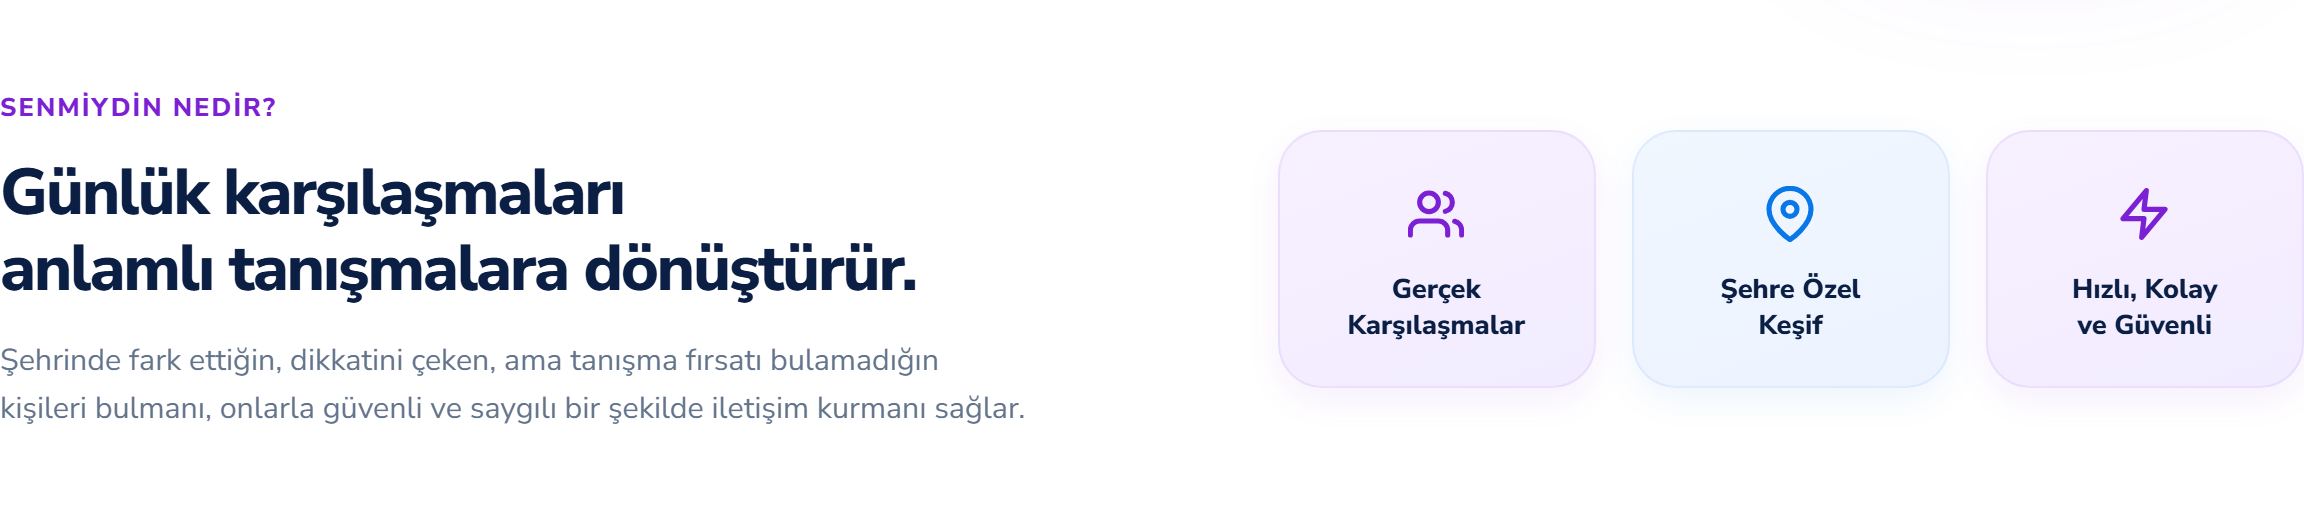 SENMİYDİN NEDİR?
Günlük karşılaşmaları
anlamlı tanışmalara dönüştürür.
Şehrinde fark ettiğin, dikkatini çeken, ama tanışma fırsatı bulamadığın
kişileri bulmanı, onlarla güvenli ve saygılı bir şekilde iletişim kurmanı sağlar.
Gerçek
Karşılaşmalar
Şehre Özel
Keşif
Hızlı, Kolay
ve Güvenli